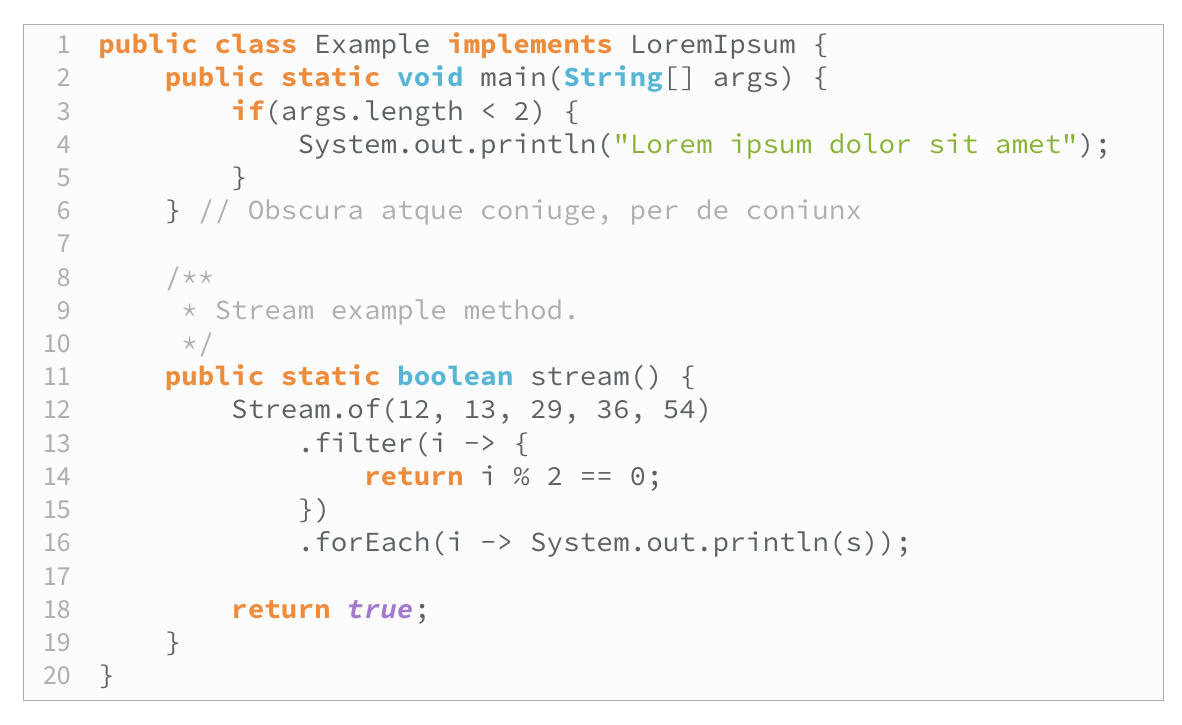 1 public class Example implements LoremIpsum {
2     public static void main(String[] args) {
3         if(args.length < 2) {
4             System.out.println("Lorem ipsum dolor sit amet");
5         }
6     } // Obscura atque coniuge, per de coniunx
7
8     /**
9      * Stream example method.
10      */
11     public static boolean stream() {
12         Stream.of(12, 13, 29, 36, 54)
13             .filter(i -> {
14                 return i % 2 == 0;
15             })
16             .forEach(i -> System.out.println(s));
17
18         return true;
19     }
20 }